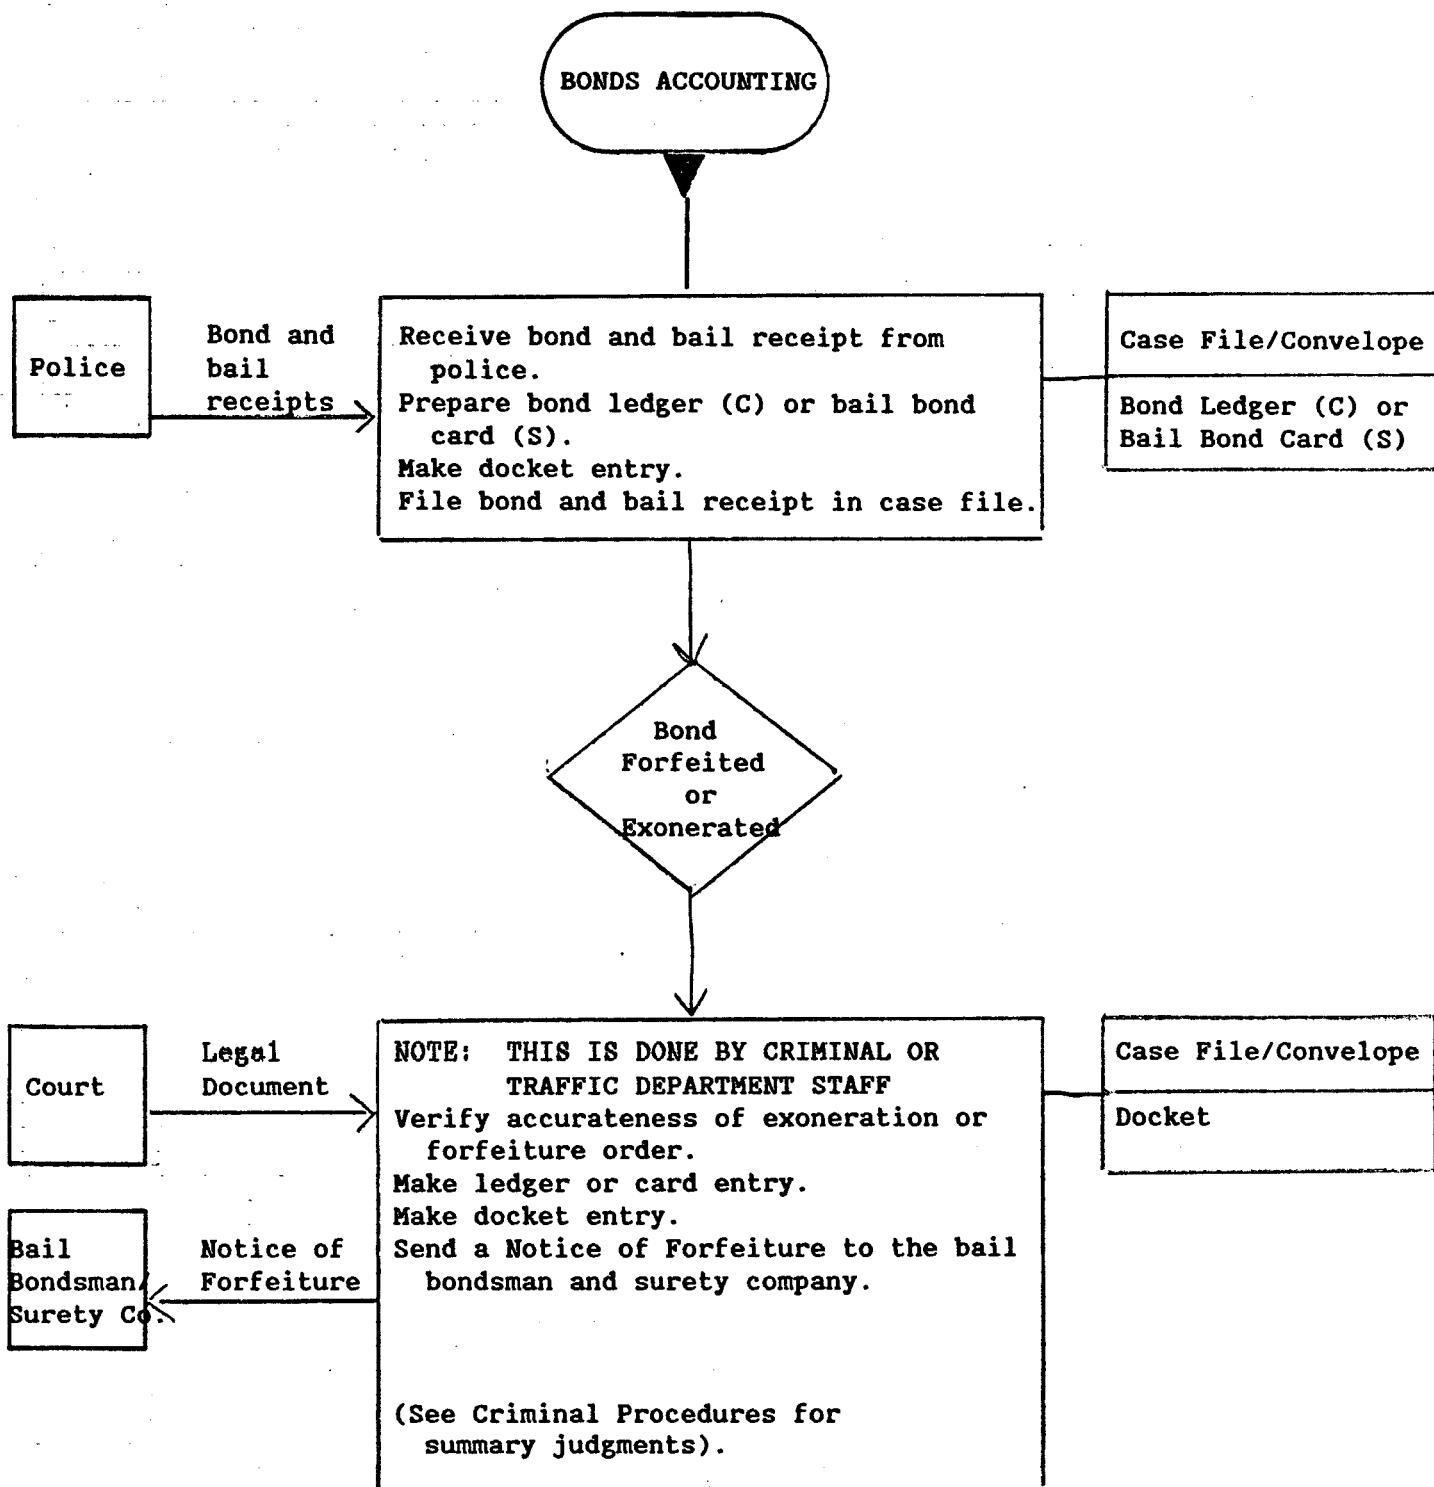 BONDS ACCOUNTING
Police
Bond and
bail
receipts
Receive bond and bail receipt from
police.
Prepare bond ledger (C) or bail bond
card (S).
Make docket entry.
File bond and bail receipt in case file.
Case File/Convelope
Bond Ledger (C) or
Bail Bond Card (S)
Bond
Forfeited
or
Exonerated
Court
Legal
Document
NOTE: THIS IS DONE BY CRIMINAL OR
TRAFFIC DEPARTMENT STAFF
Verify accurateness of exoneration or
forfeiture order.
Make ledger or card entry.
Make docket entry.
Send a Notice of Forfeiture to the bail
bondsman and surety company.
(See Criminal Procedures for
summary judgments).
Case File/Convelope
Docket
Bail
Bondsman/
Surety Co.
Notice of
Forfeiture